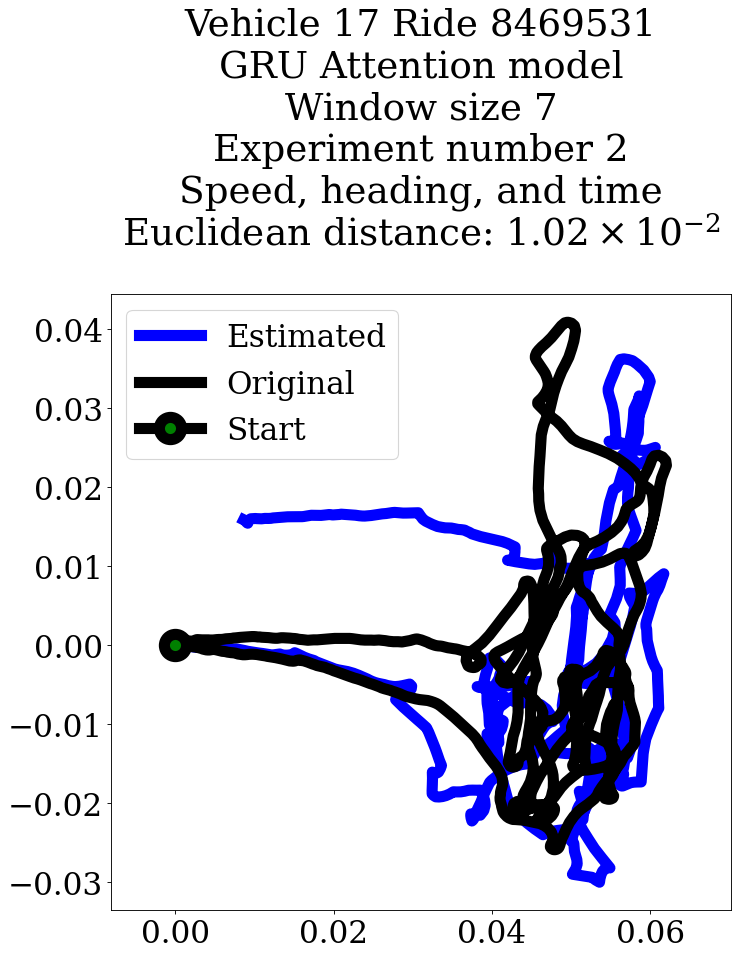 Vehicle 17 Ride 8469531
GRU Attention model
Window size 7
Experiment number 2
Speed, heading, and time
Euclidean distance: 1.02 × 10⁻²
Estimated
Original
Start
0.04
0.03
0.02
0.01
0.00
−0.01
−0.02
−0.03
0.00 0.02 0.04 0.06